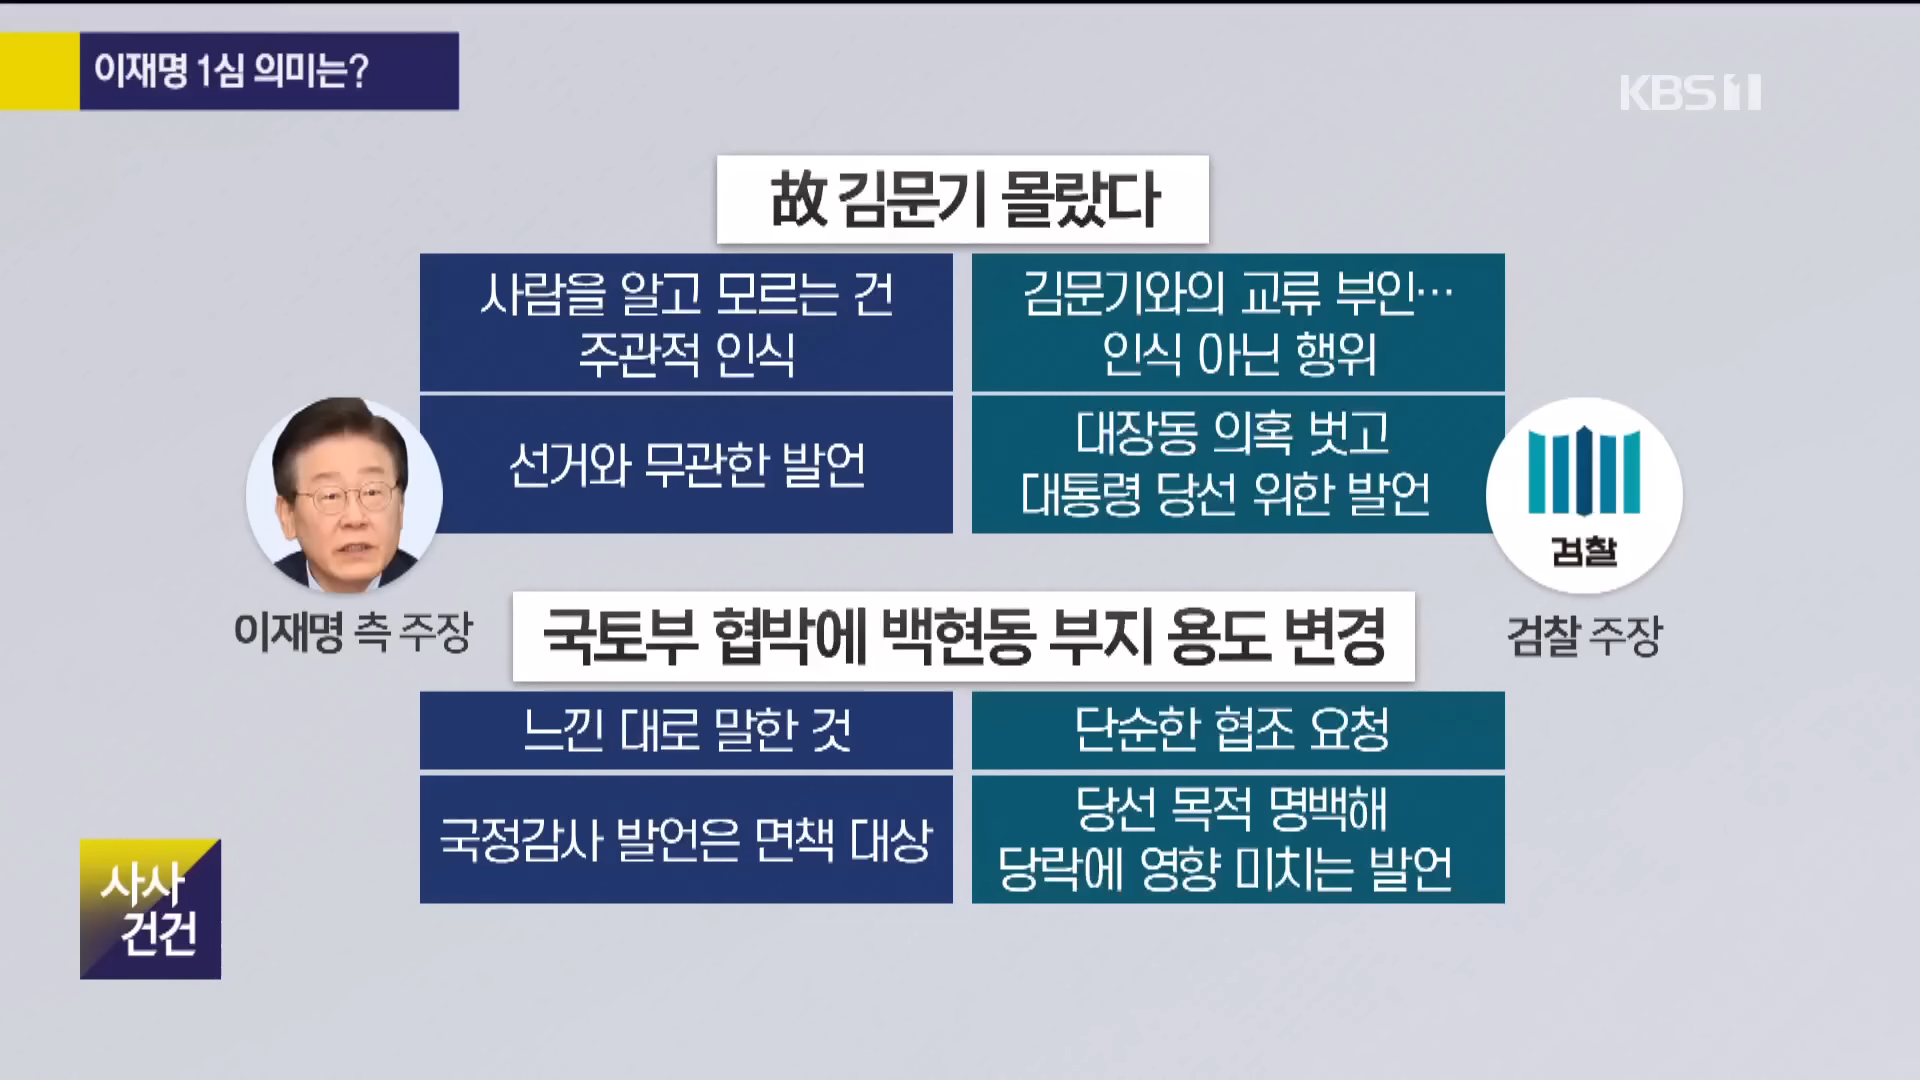 이재명 1심 의미는?
KBS 1
故 김문기 몰랐다
사람을 알고 모르는 건
주관적 인식
김문기와의 교류 부인…
인식 아닌 행위
선거와 무관한 발언
대장동 의혹 벗고
대통령 당선 위한 발언
검찰
이재명 측 주장
검찰 주장
국토부 협박에 백현동 부지 용도 변경
느낀 대로 말한 것
단순한 협조 요청
국정감사 발언은 면책 대상
당선 목적 명백해
당락에 영향 미치는 발언
사사
건건